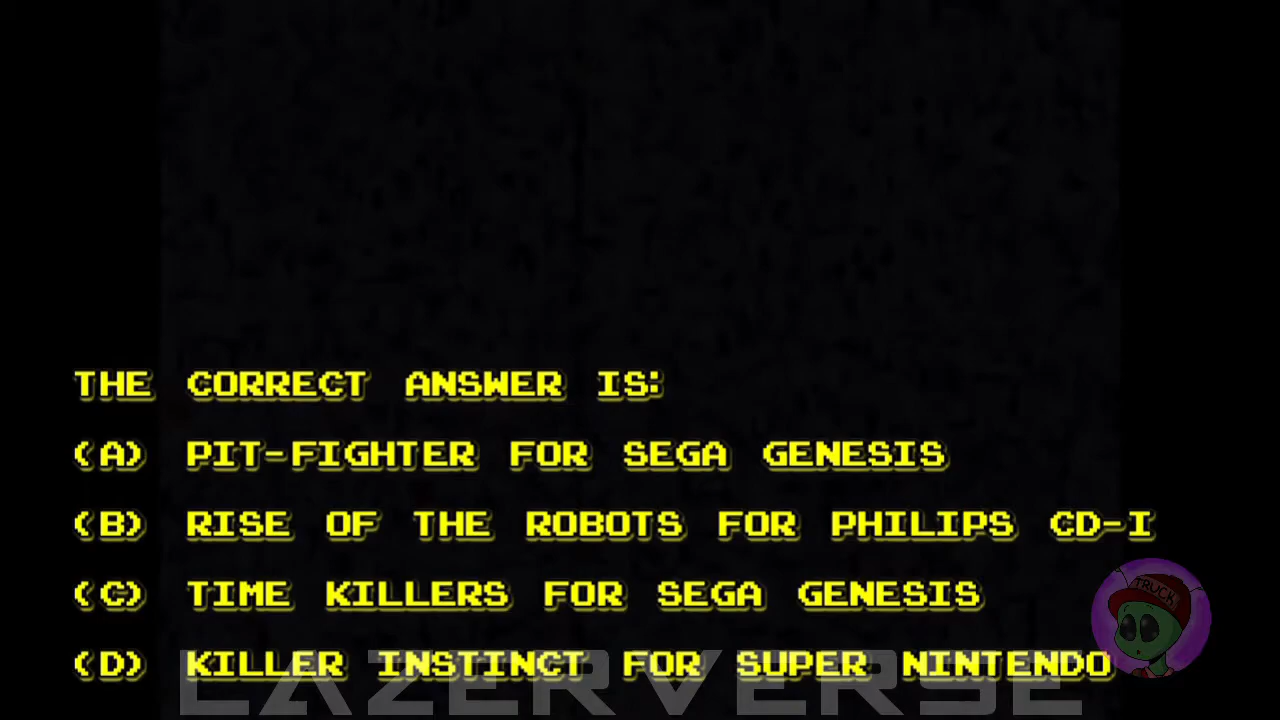 THE CORRECT ANSWER IS:
(A) PIT-FIGHTER FOR SEGA GENESIS
(B) RISE OF THE ROBOTS FOR PHILIPS CD-I
(C) TIME KILLERS FOR SEGA GENESIS
TRUCK
(D) KILLER INSTINCT FOR SUPER NINTENDO
LAZERVERSE